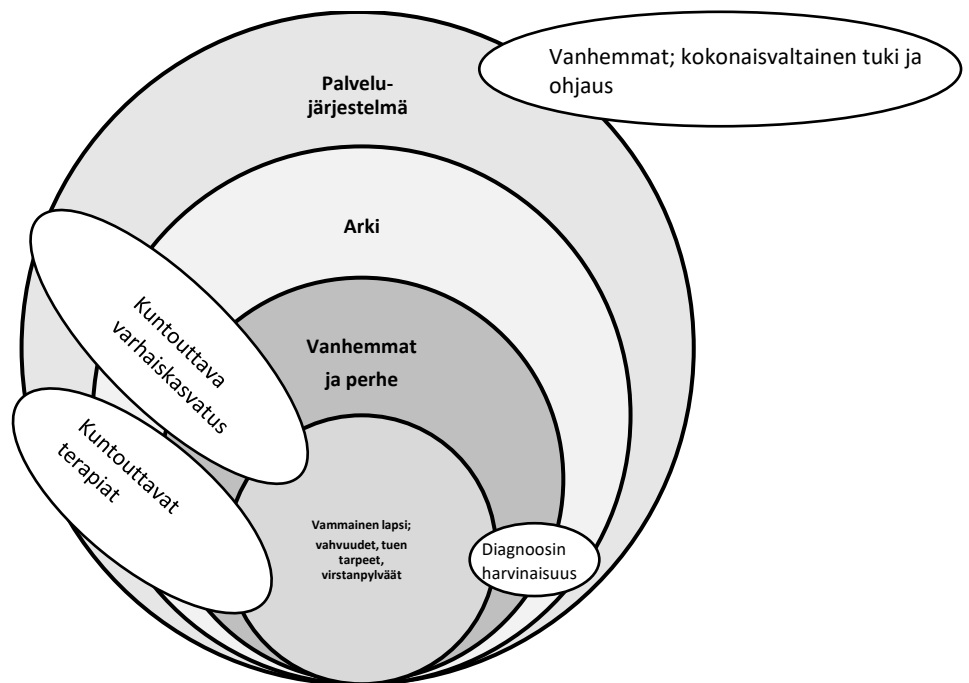 Vanhemmat; kokonaisvaltainen tuki ja
ohjaus
Palvelu-
järjestelmä
Arki
Kuntouttava
varhaiskasvatus
Vanhemmat
ja perhe
Kuntouttavat
terapiat
Vammainen lapsi;
vahvuudet, tuen
tarpeet,
virstanpylväät
Diagnoosin
harvinaisuus